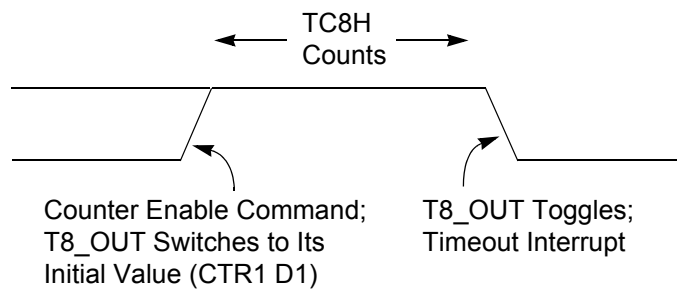 TC8H
Counts
Counter Enable Command;
T8_OUT Switches to Its
Initial Value (CTR1 D1)
T8_OUT Toggles;
Timeout Interrupt